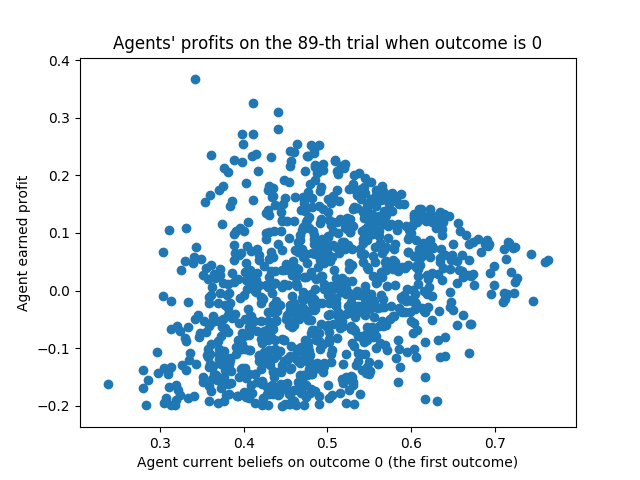 Agents' profits on the 89-th trial when outcome is 0
0.4
0.3
0.2
0.1
0.0
−0.1
−0.2
Agent earned profit
0.3 0.4 0.5 0.6 0.7
Agent current beliefs on outcome 0 (the first outcome)